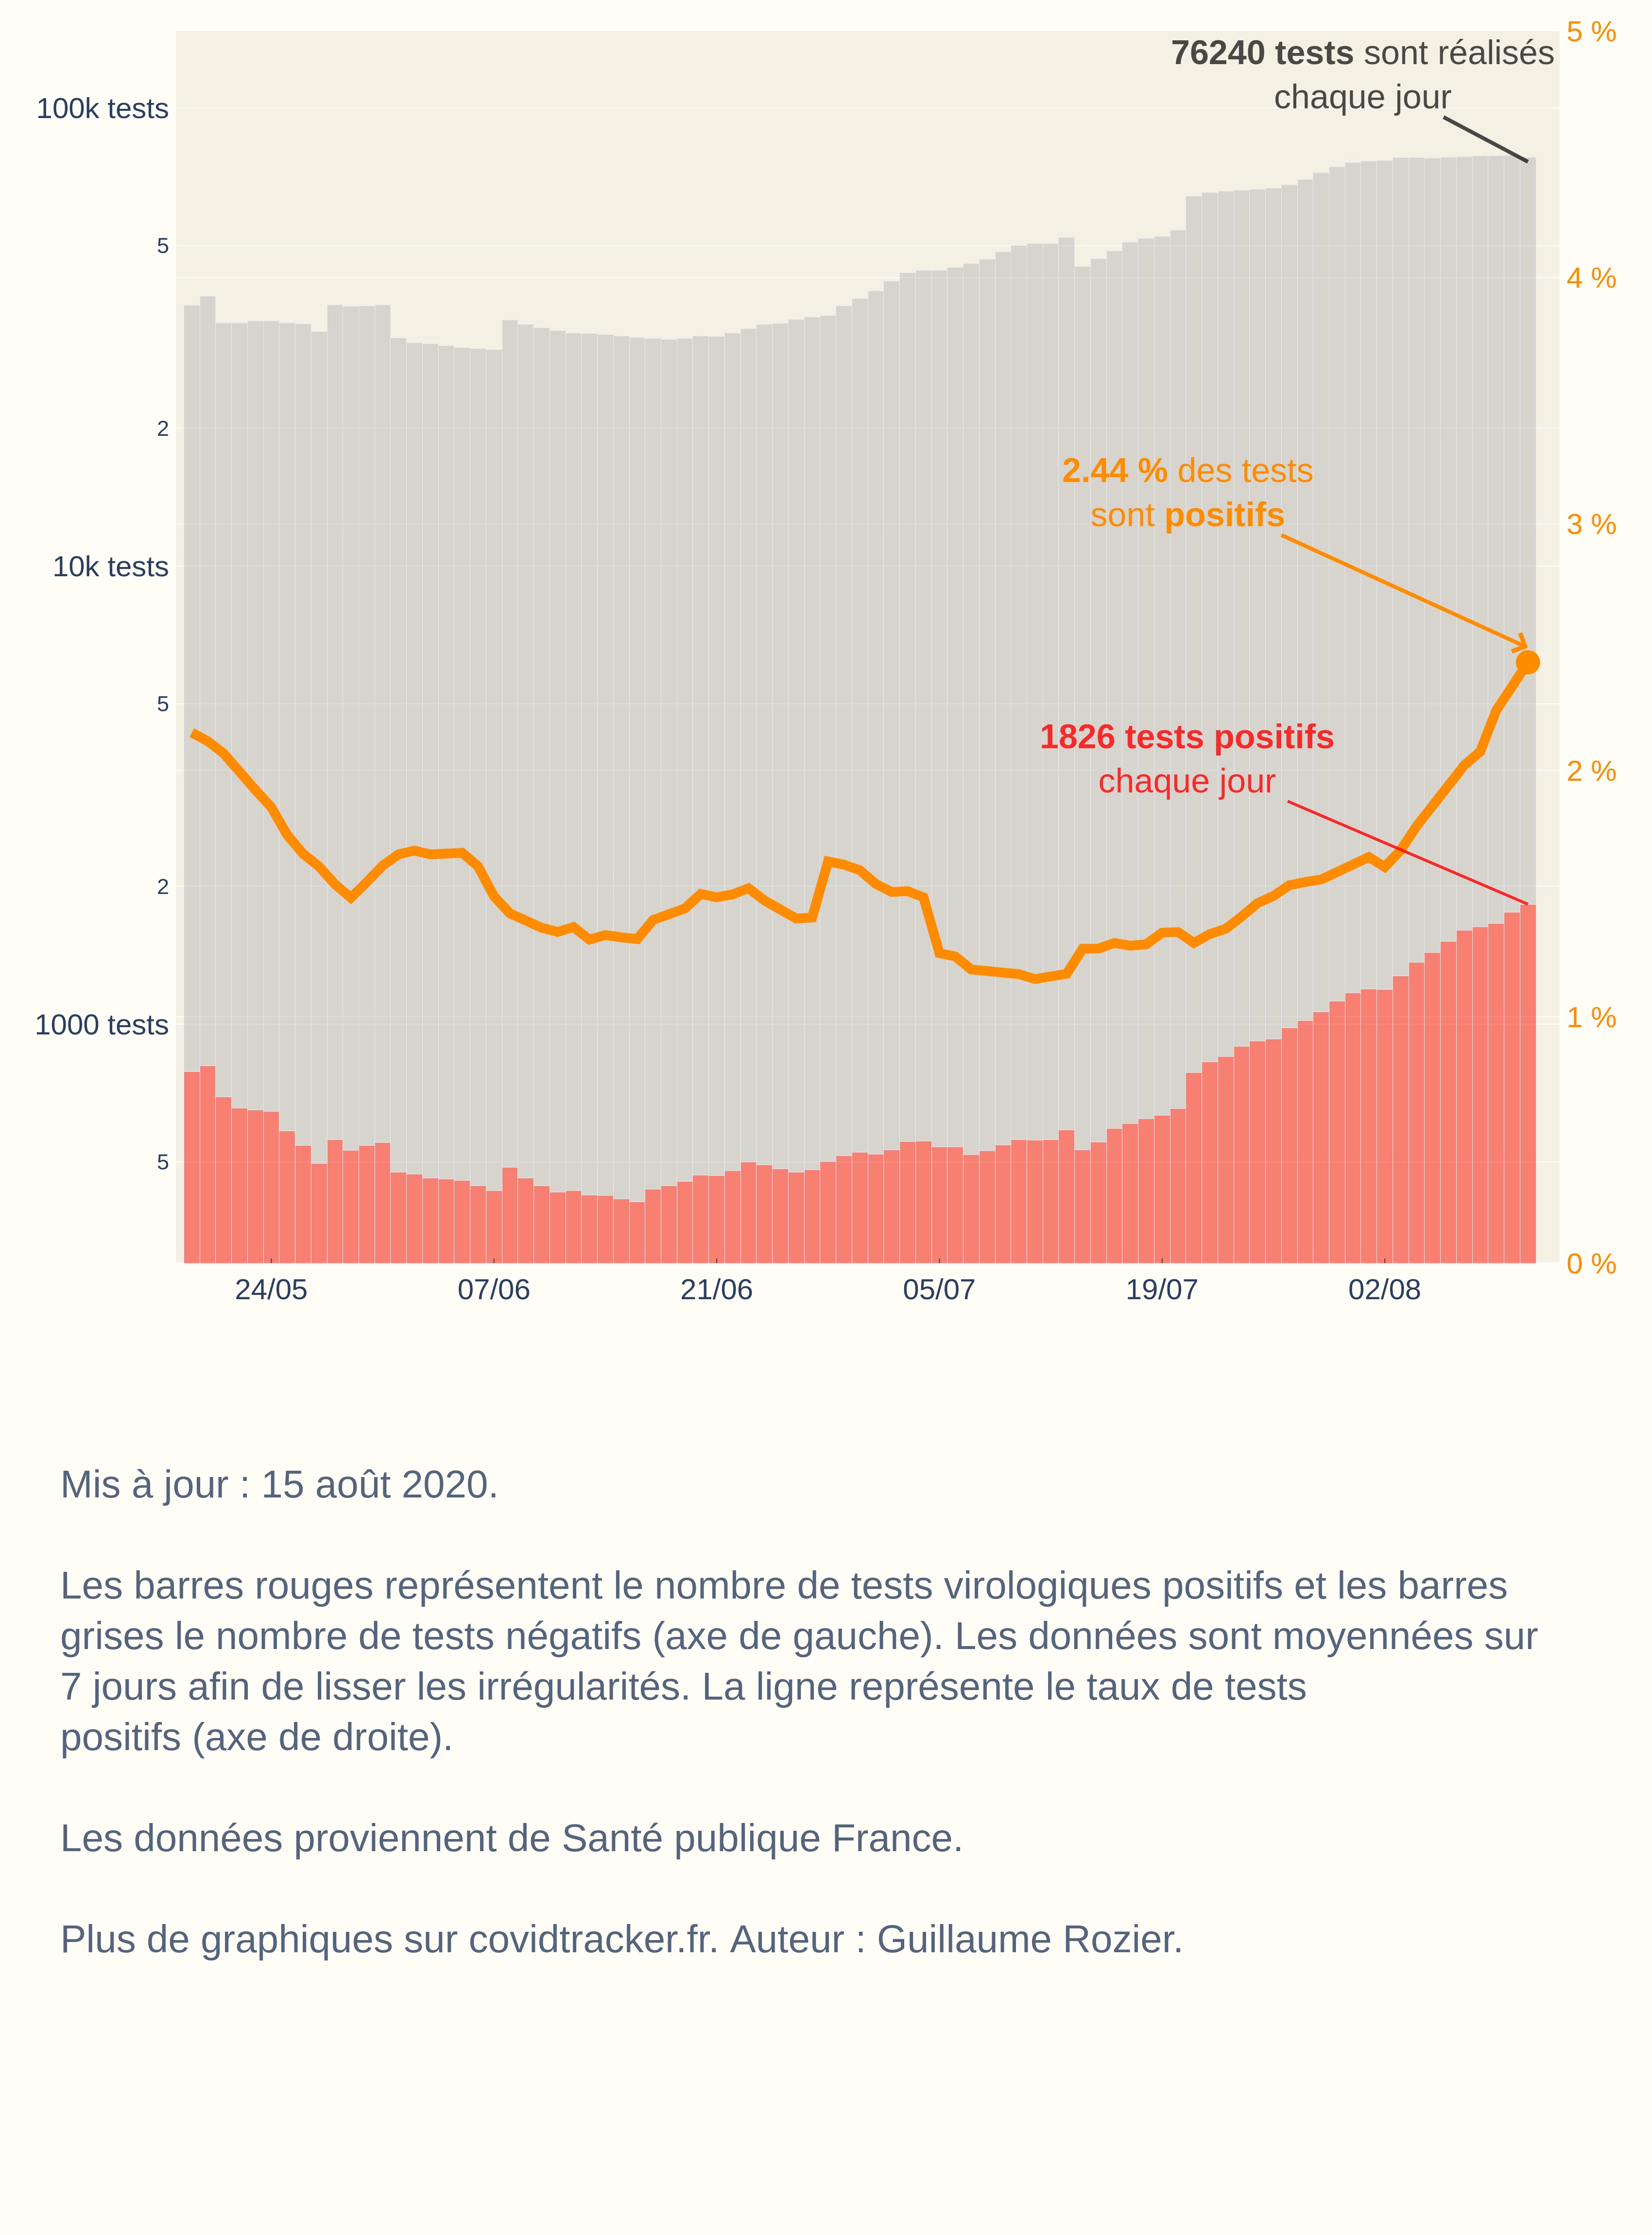 5 %
76240 tests sont réalisés
chaque jour
100k tests
5
4 %
2
2.44 % des tests
sont positifs
3 %
10k tests
5
1826 tests positifs
chaque jour
2 %
2
1000 tests
1 %
5
0 %
24/05 07/06 21/06 05/07 19/07 02/08
Mis à jour : 15 août 2020.
Les barres rouges représentent le nombre de tests virologiques positifs et les barres
grises le nombre de tests négatifs (axe de gauche). Les données sont moyennées sur
7 jours afin de lisser les irrégularités. La ligne représente le taux de tests
positifs (axe de droite).
Les données proviennent de Santé publique France.
Plus de graphiques sur covidtracker.fr. Auteur : Guillaume Rozier.